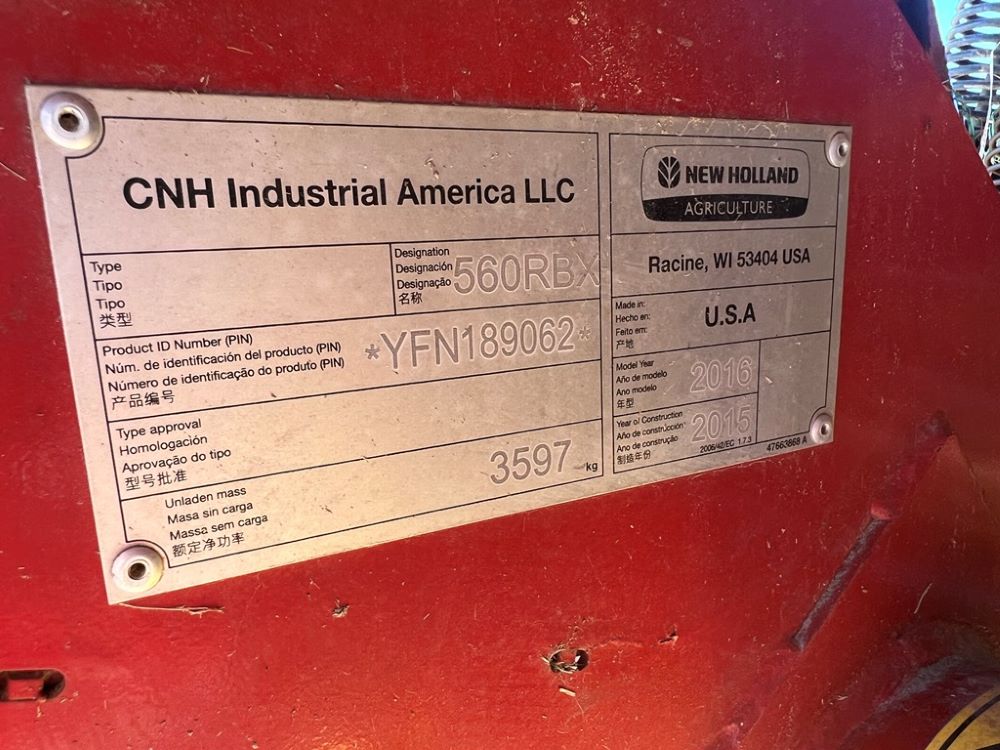 CNH Industrial America LLC
NEW HOLLAND
AGRICULTURE
Type
Tipo
Tipo
类型
Designation
Designación
Designação
名称
560RBX
Racine, WI 53404 USA
Product ID Number (PIN)
Núm. de identificación del producto (PIN)
Número de identificação do produto (PIN)
产品编号
*YFN189062*
Made in:
Hecho en:
Feito em:
产地
U.S.A
Type approval
Homologación
Aprovação do tipo
型号批准
Model Year
Año de modelo
Ano modelo
年型
2016
Unladen mass
Masa sin carga
Massa sem carga
额定净功率
3597 kg
Year of Construction
Año de construcción
Ano de construção
制造年份
2015
2006/42/EC 1.7.3
47663868 A